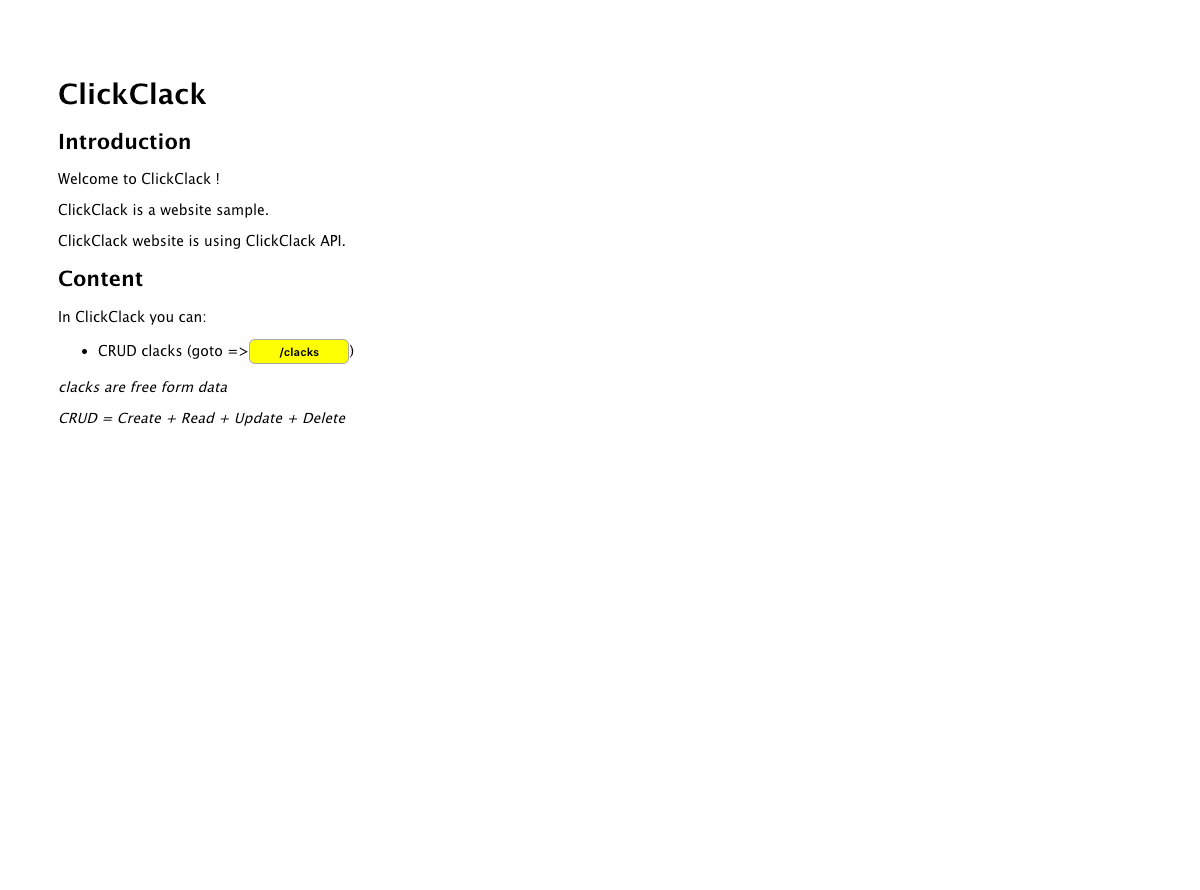 ClickClack
Introduction
Welcome to ClickClack !
ClickClack is a website sample.
ClickClack website is using ClickClack API.
Content
In ClickClack you can:
• CRUD clacks (goto => /clacks )
clacks are free form data
CRUD = Create + Read + Update + Delete